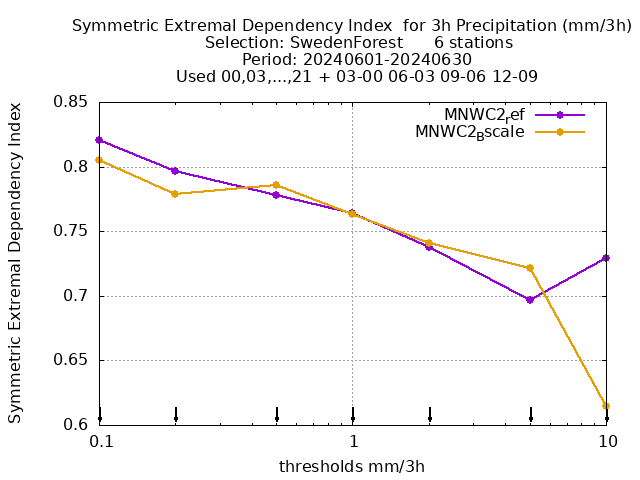 Symmetric Extremal Dependency Index  for 3h Precipitation (mm/3h)
Selection: SwedenForest      6 stations
Period: 20240601-20240630
Used 00,03,...,21 + 03-00 06-03 09-06 12-09
MNWC2ref
MNWC2Bscale
Symmetric Extremal Dependency Index
0.85
0.8
0.75
0.7
0.65
0.6
0.1
1
10
thresholds mm/3h